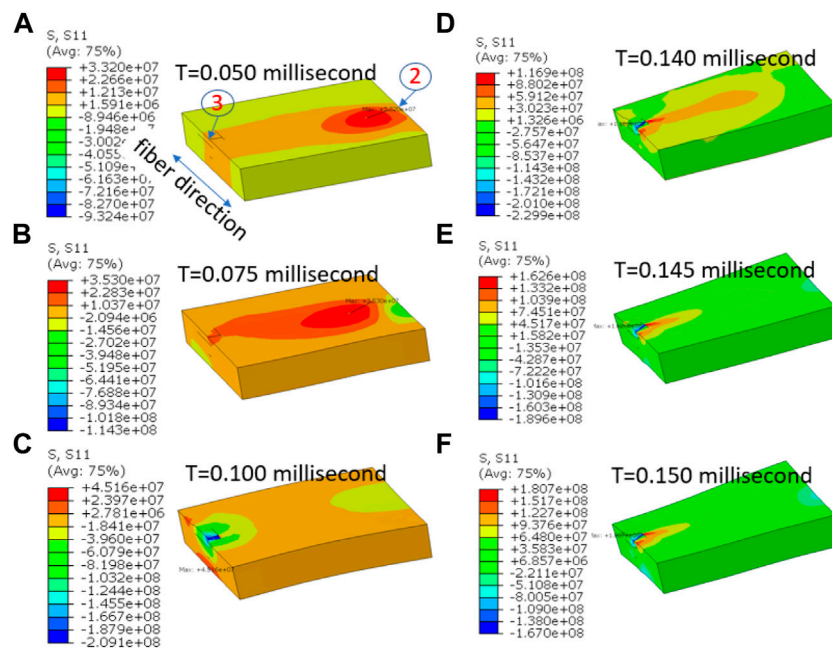 A
S, S11
(Avg: 75%)
+3.320e+07
+2.266e+07
+1.213e+07
+1.591e+06
-8.946e+06
-1.948e+
-3.002e
-4.055
-5.109
-6.163e
-7.216e+
-8.270e+07
-9.324e+07
T=0.050 millisecond
2
3
fiber direction
B
S, S11
(Avg: 75%)
+3.530e+07
+2.283e+07
+1.037e+07
-2.094e+06
-1.456e+07
-2.702e+07
-3.948e+07
-5.195e+07
-6.441e+07
-7.688e+07
-8.934e+07
-1.018e+08
-1.143e+08
T=0.075 millisecond
C
S, S11
(Avg: 75%)
+4.516e+07
+2.397e+07
+2.781e+06
-1.841e+07
-3.960e+07
-6.079e+07
-8.198e+07
-1.032e+08
-1.244e+08
-1.455e+08
-1.667e+08
-1.879e+08
-2.091e+08
T=0.100 millisecond
D
S, S11
(Avg: 75%)
+1.169e+08
+8.802e+07
+5.912e+07
+3.023e+07
+1.326e+06
-2.757e+07
-5.647e+07
-8.537e+07
-1.143e+08
-1.432e+08
-1.721e+08
-2.010e+08
-2.299e+08
T=0.140 millisecond
E
S, S11
(Avg: 75%)
+1.626e+08
+1.332e+08
+1.039e+08
+7.451e+07
+4.517e+07
+1.582e+07
-1.353e+07
-4.287e+07
-7.222e+07
-1.016e+08
-1.309e+08
-1.603e+08
-1.896e+08
T=0.145 millisecond
F
S, S11
(Avg: 75%)
+1.807e+08
+1.517e+08
+1.227e+08
+9.376e+07
+6.480e+07
+3.583e+07
+6.857e+06
-2.211e+07
-5.108e+07
-8.005e+07
-1.090e+08
-1.380e+08
-1.670e+08
T=0.150 millisecond